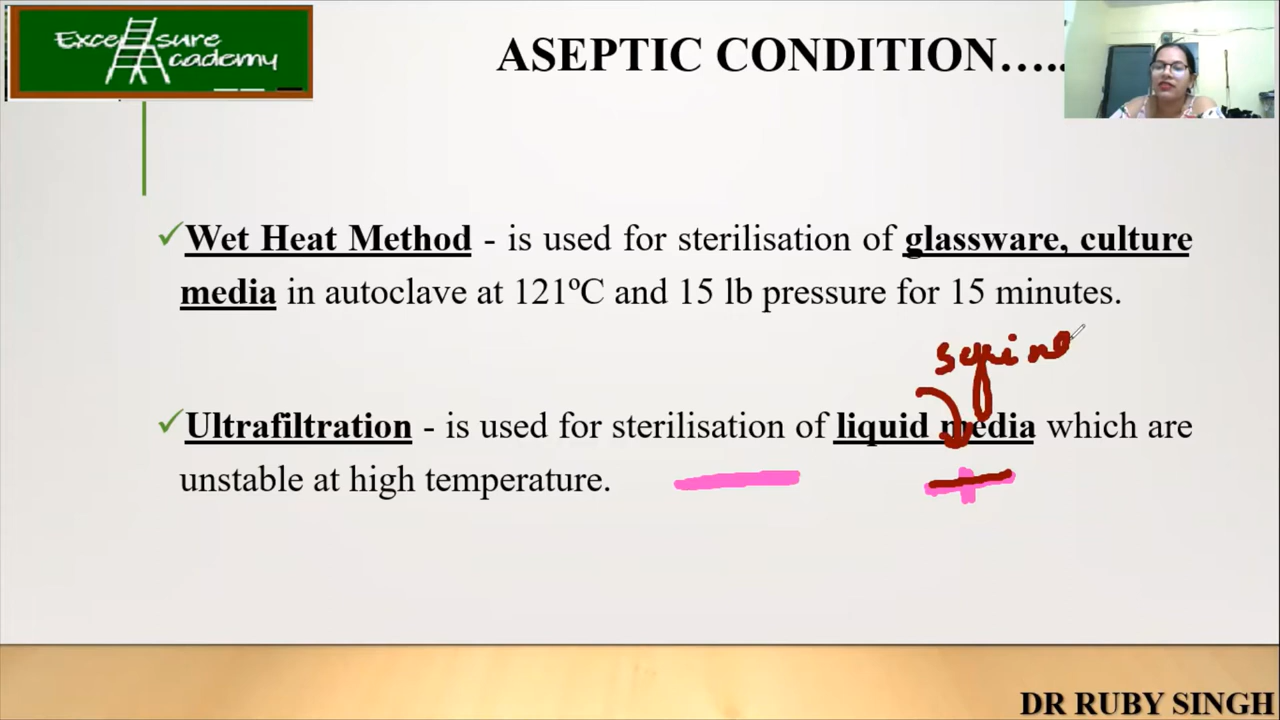 Excel sure
Academy
ASEPTIC CONDITION…..
✓Wet Heat Method - is used for sterilisation of glassware, culture
media in autoclave at 121ºC and 15 lb pressure for 15 minutes.
✓Ultrafiltration - is used for sterilisation of liquid media which are
unstable at high temperature.
DR RUBY SINGH